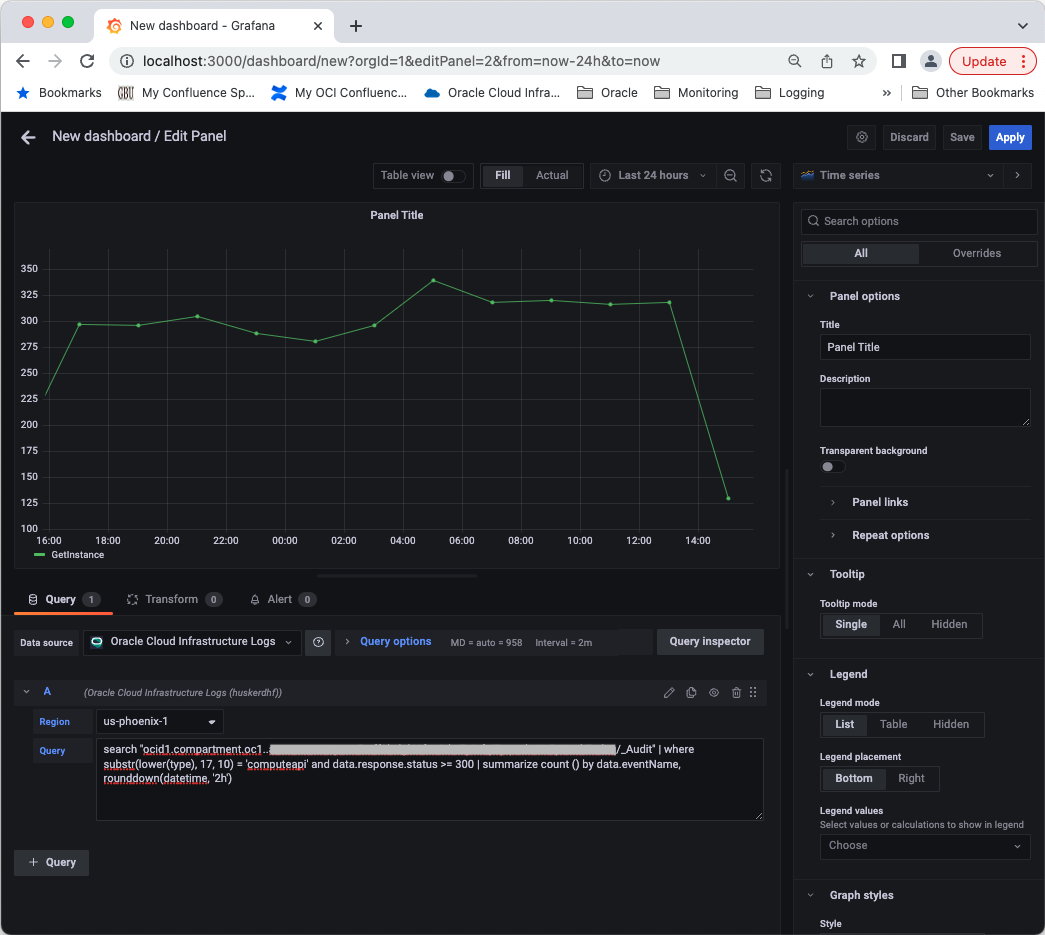 New dashboard - Grafana
localhost:3000/dashboard/new?orgId=1&editPanel=2&from=now-24h&to=now
Update
Bookmarks My Confluence Sp... My OCI Confluenc... Oracle Cloud Infra... Oracle Monitoring Logging » Other Bookmarks
New dashboard / Edit Panel
Discard Save Apply
Table view Fill Actual Last 24 hours Time series
Panel Title
350
325
300
275
250
225
200
175
150
125
100
16:00 18:00 20:00 22:00 00:00 02:00 04:00 06:00 08:00 10:00 12:00 14:00
GetInstance
Query 1 Transform 0 Alert 0
Data source Oracle Cloud Infrastructure Logs Query options MD = auto = 958 Interval = 2m Query inspector
A (Oracle Cloud Infrastructure Logs (huskerdhf))
Region us-phoenix-1
Query
search "ocid1.compartment.oc1.. /_Audit" | where
substr(lower(type), 17, 10) = 'computeapi' and data.response.status >= 300 | summarize count () by data.eventName,
rounddown(datetime, '2h')
+ Query
Search options
All Overrides
Panel options
Title
Panel Title
Description
Transparent background
Panel links
Repeat options
Tooltip
Tooltip mode
Single All Hidden
Legend
Legend mode
List Table Hidden
Legend placement
Bottom Right
Legend values
Select values or calculations to show in legend
Choose
Graph styles
Style